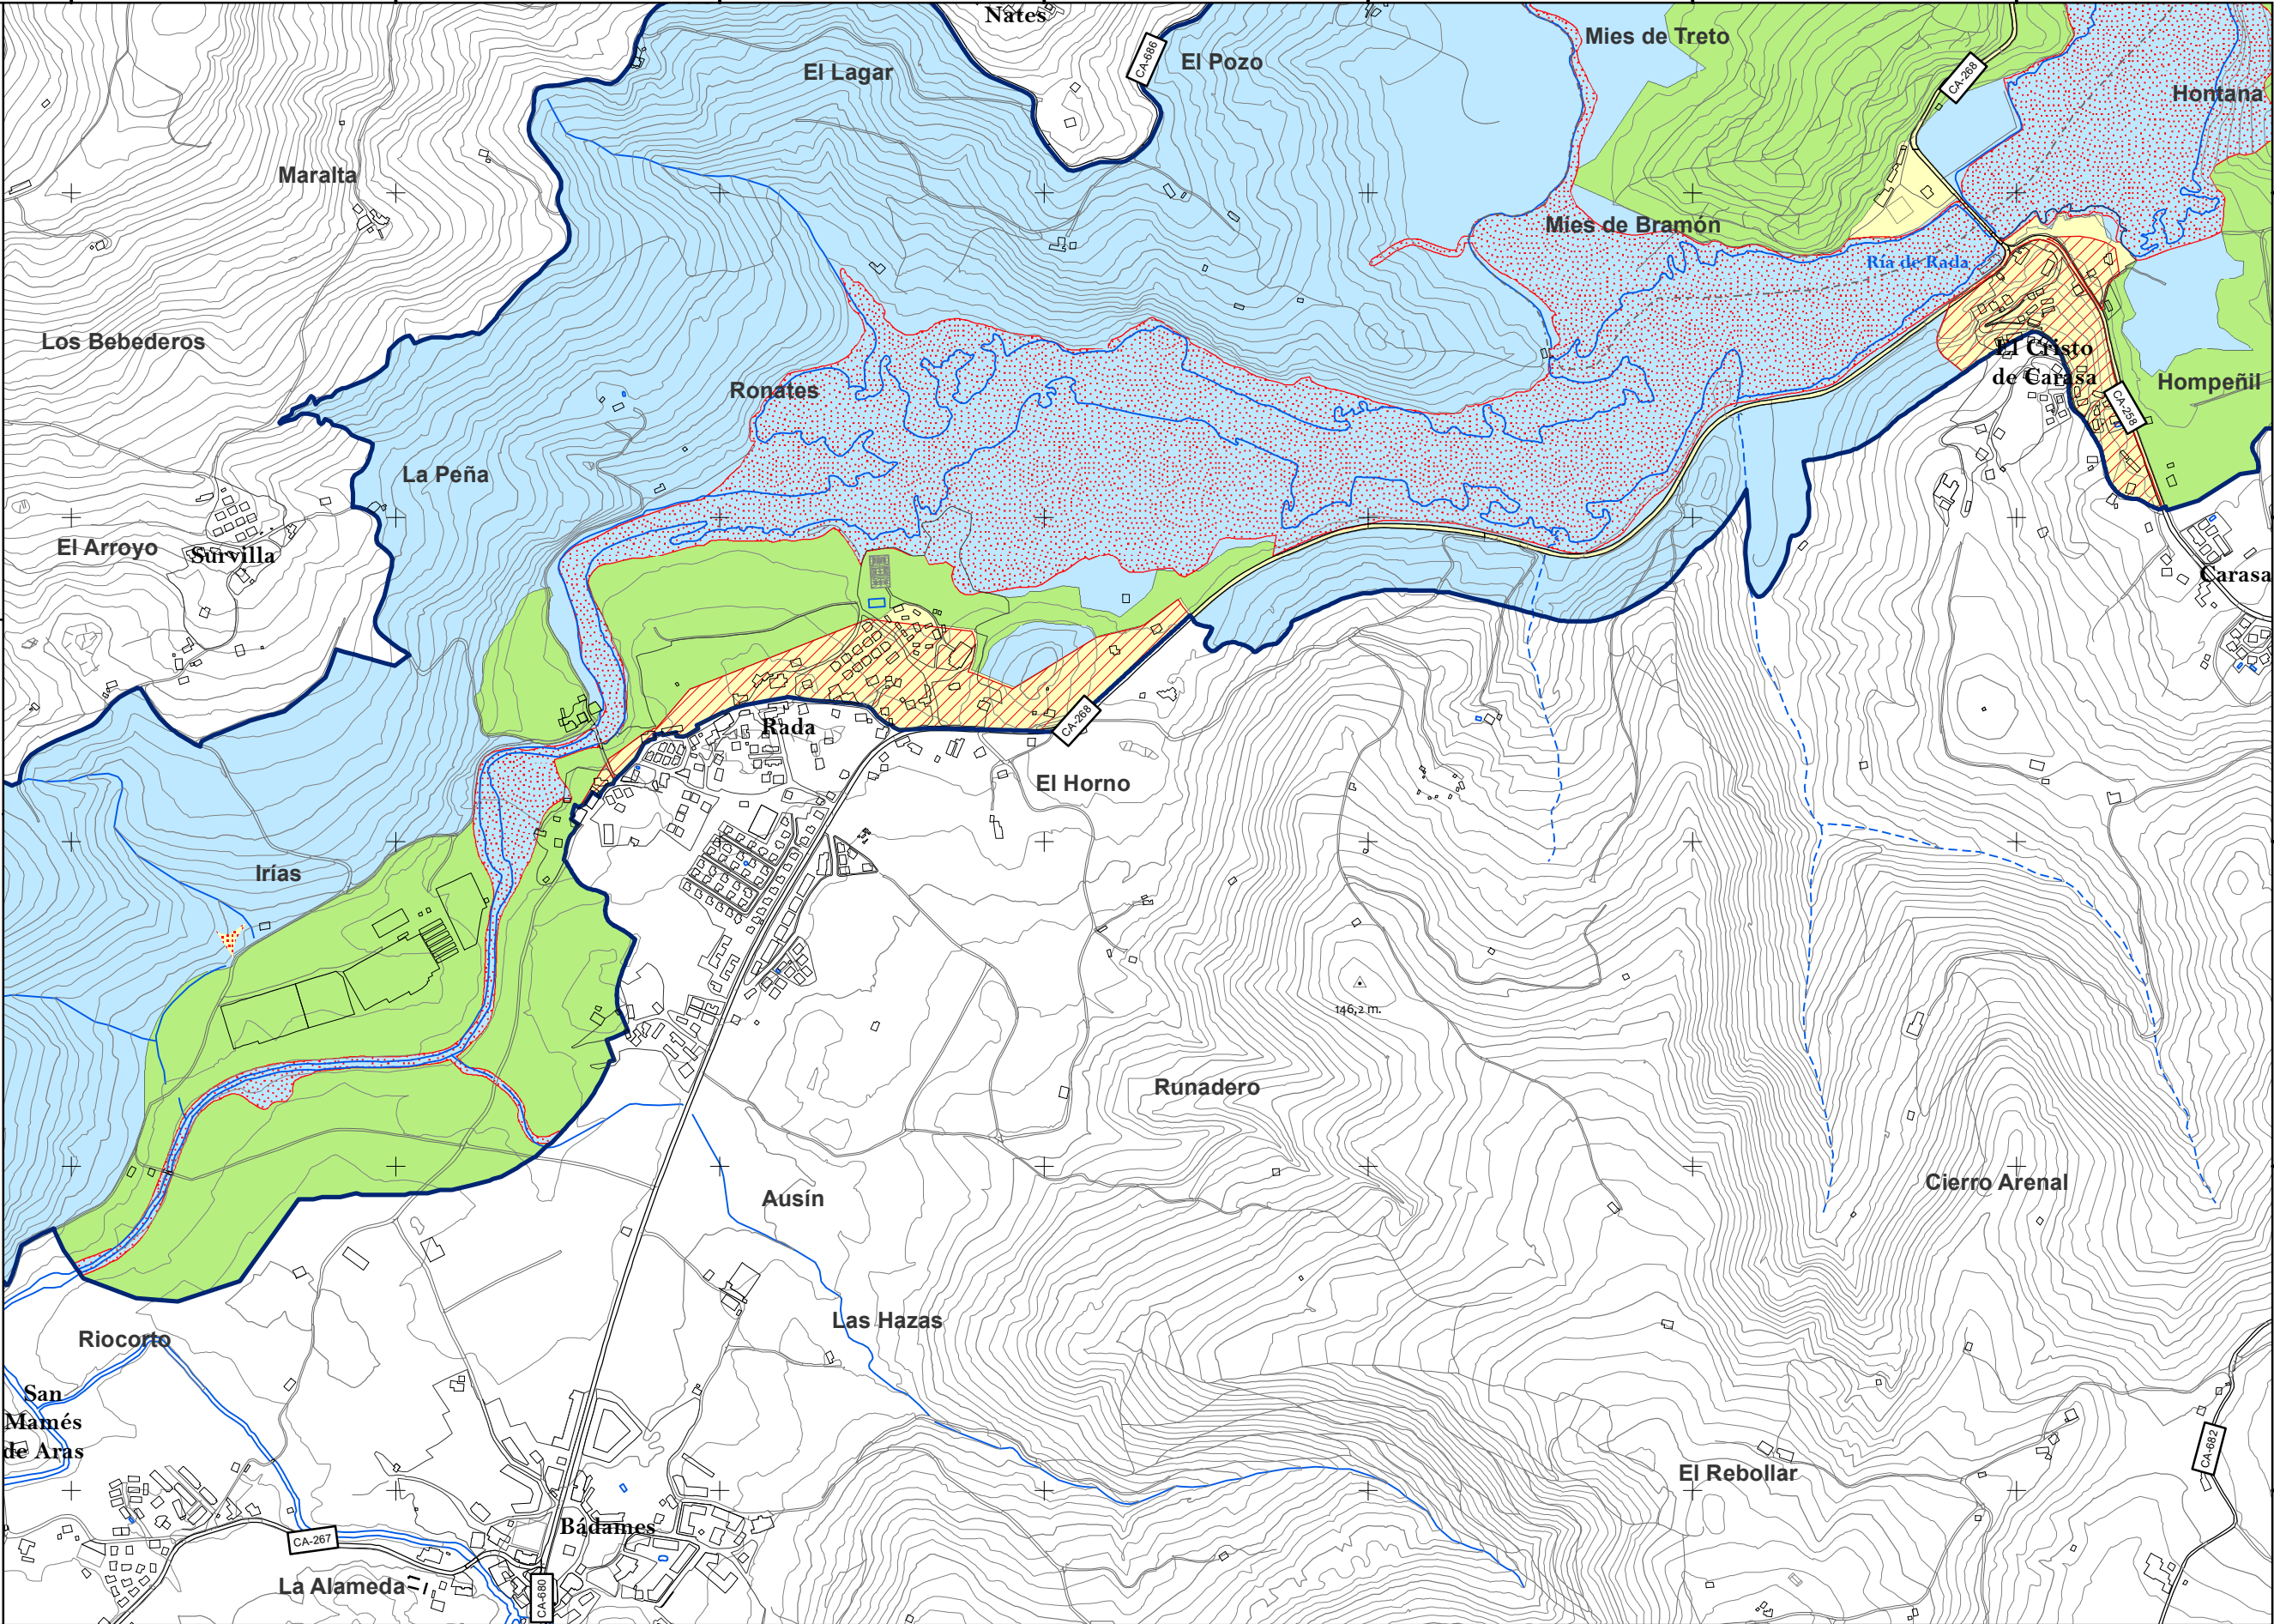 Nates
Mies de Treto
El Pozo
CA-686
El Lagar
CA-268
Hontana
Maralta
Mies de Bramón
Ría de Rada
Los Bebederos
El Cristo
de Carasa
Hompeñil
Ronates
CA-258
La Peña
El Arroyo
Survilla
Carasa
Rada
CA-268
El Horno
Irías
146,2 m.
Runadero
Cierro Arenal
Ausín
Las Hazas
Riocorto
San
Mamés
de Aras
CA-682
El Rebollar
Bádames
CA-267
La Alameda
CA-680